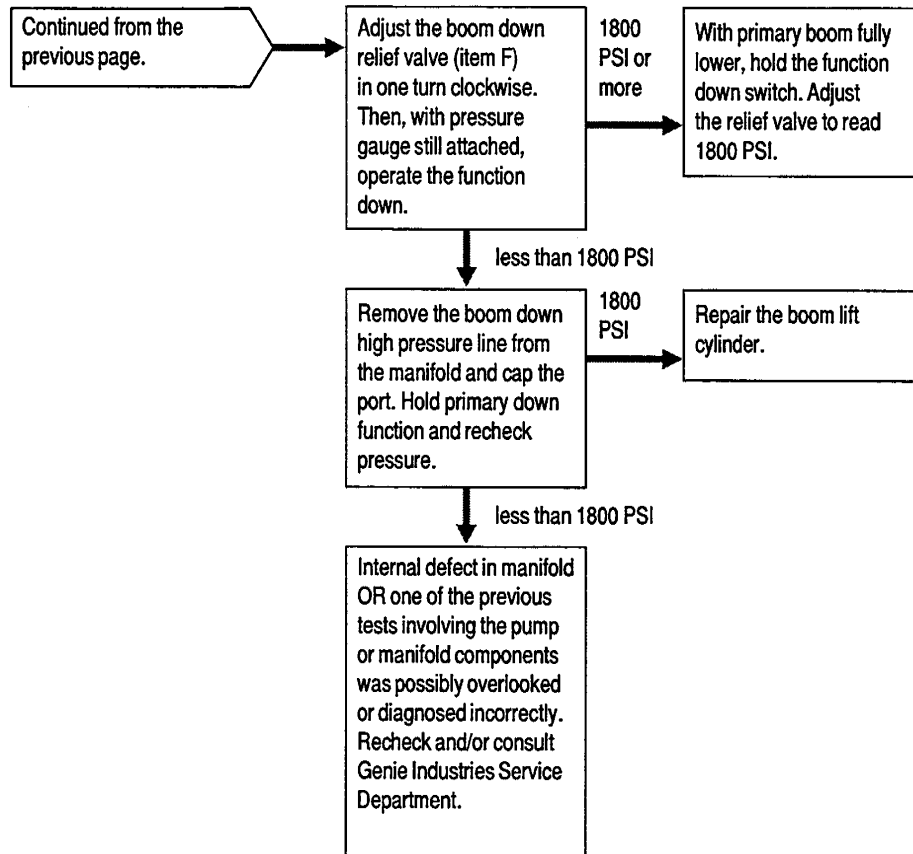 Continued from the
previous page.
Adjust the boom down
relief valve (item F)
in one turn clockwise.
Then, with pressure
gauge still attached,
operate the function
down.
1800
PSI or
more
With primary boom fully
lower, hold the function
down switch. Adjust
the relief valve to read
1800 PSI.
less than 1800 PSI
Remove the boom down
high pressure line from
the manifold and cap the
port. Hold primary down
function and recheck
pressure.
1800
PSI
Repair the boom lift
cylinder.
less than 1800 PSI
Internal defect in manifold
OR one of the previous
tests involving the pump
or manifold components
was possibly overlooked
or diagnosed incorrectly.
Recheck and/or consult
Genie Industries Service
Department.